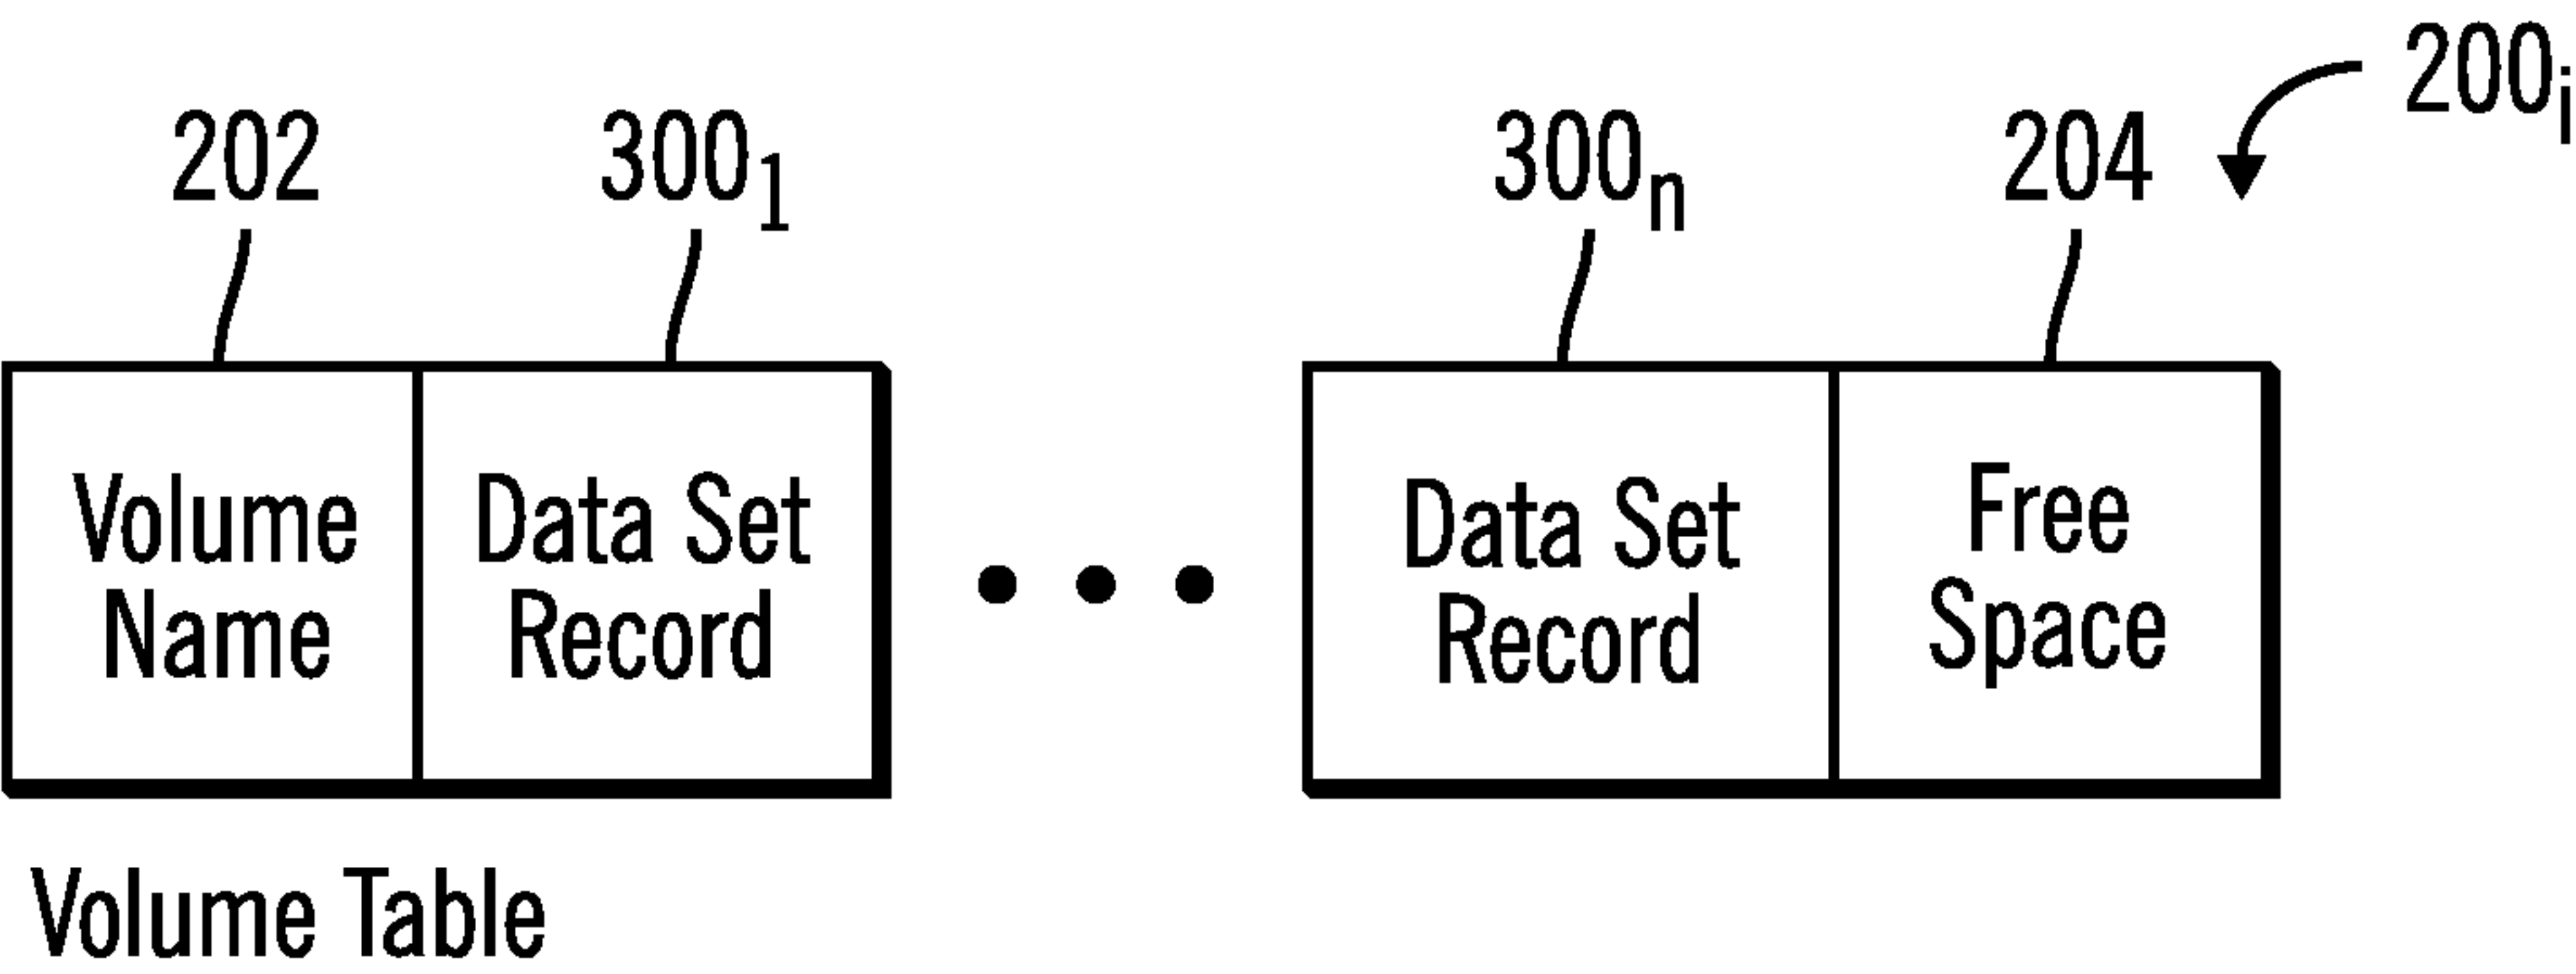 200i
202 3001 300n 204
Volume Name
Data Set Record
Data Set Record
Free Space
Volume Table